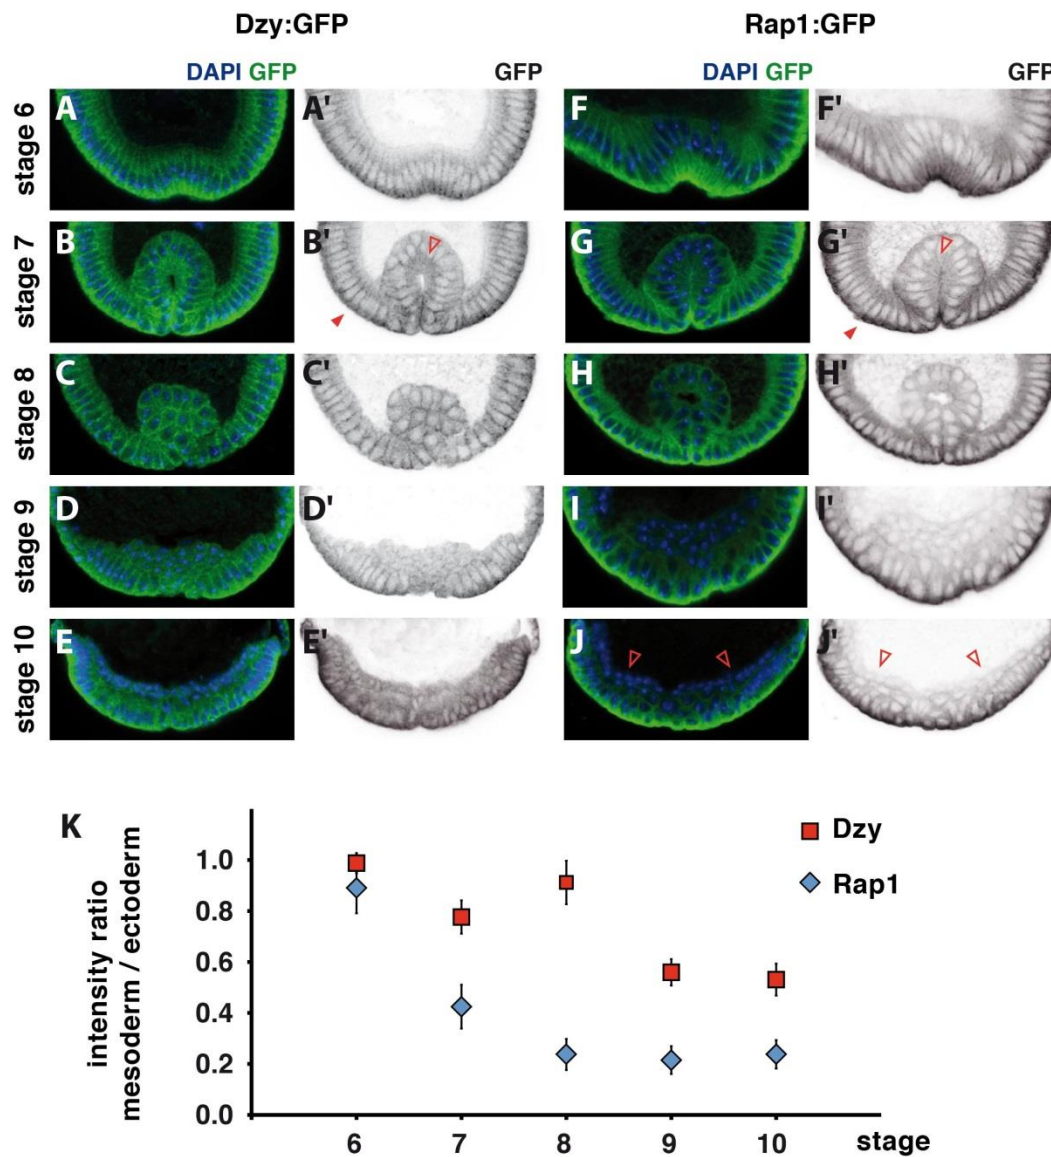 Dzy:GFP Rap1:GFP
DAPI GFP GFP DAPI GFP GFP
stage 6 A A' F F'
stage 7 B B' G G'
stage 8 C C' H H'
stage 9 D D' I I'
stage 10 E E' J J'
K
intensity ratio
mesoderm / ectoderm
Dzy
Rap1
1.0
0.8
0.6
0.4
0.2
0.0
6 7 8 9 10 stage